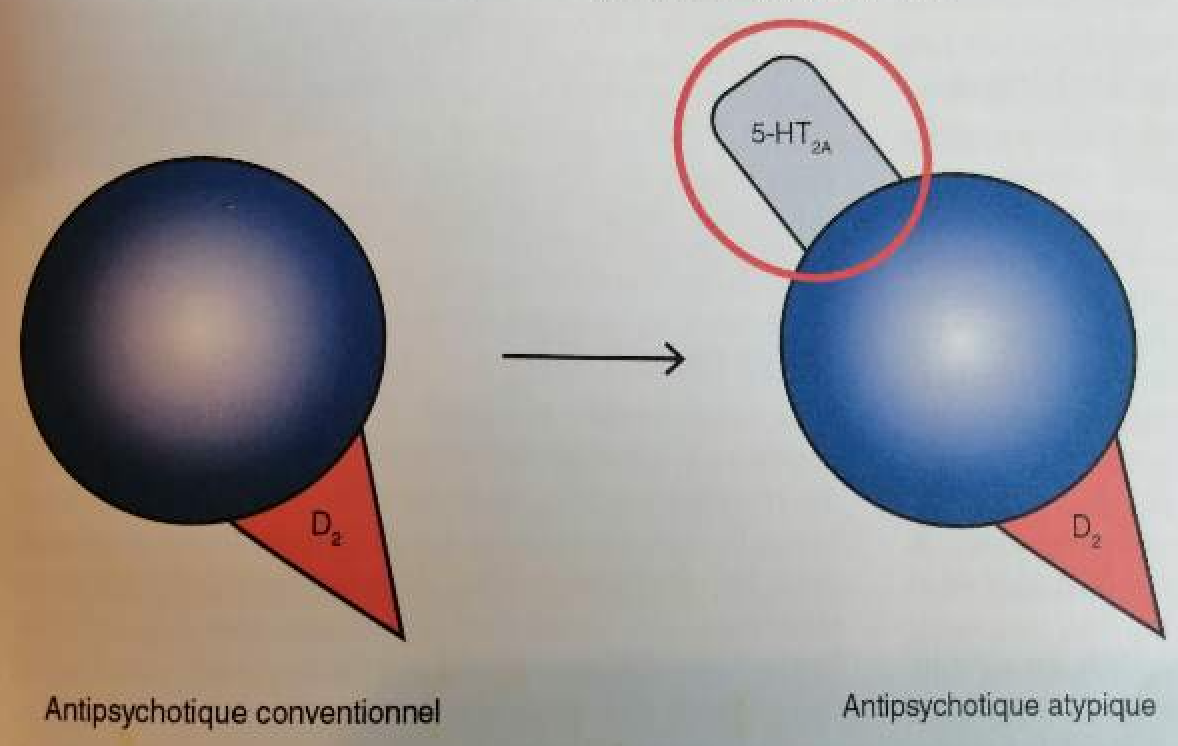 5-HT2A
D2
D2
Antipsychotique conventionnel
Antipsychotique atypique